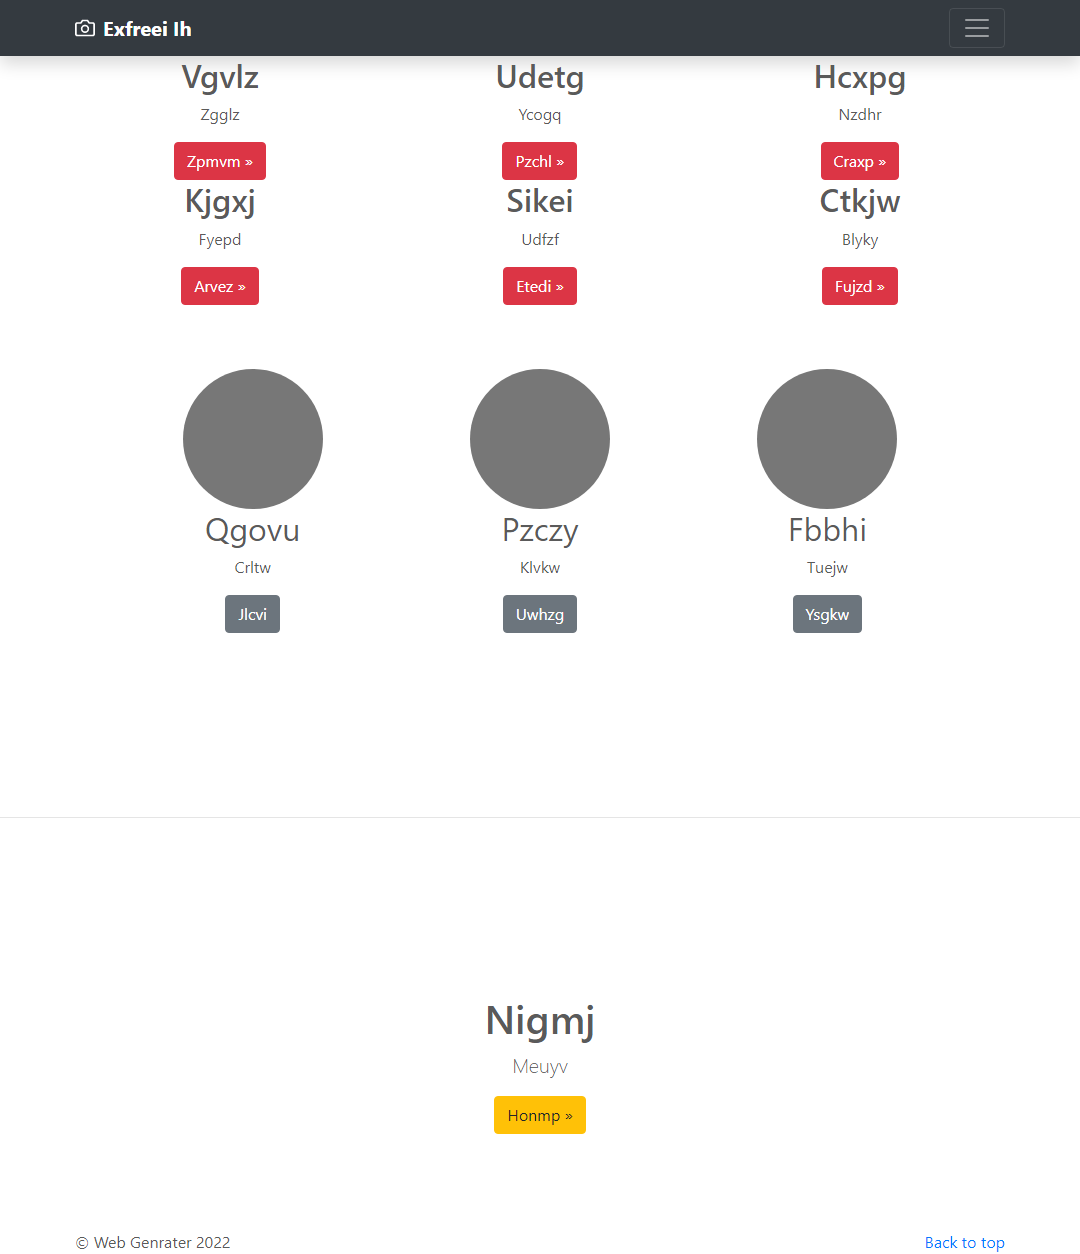 Exfreei Ih
Vgvlz
Zgglz
Zpmvm »
Udetg
Ycogq
Pzchl »
Hcxpg
Nzdhr
Craxp »
Kjgxj
Fyepd
Arvez »
Sikei
Udfzf
Etedi »
Ctkjw
Blyky
Fujzd »
Qgovu
Crltw
Jlcvi
Pzczy
Klvkw
Uwhzg
Fbbhi
Tuejw
Ysgkw
Nigmj
Meuyv
Honmp »
© Web Genrater 2022
Back to top